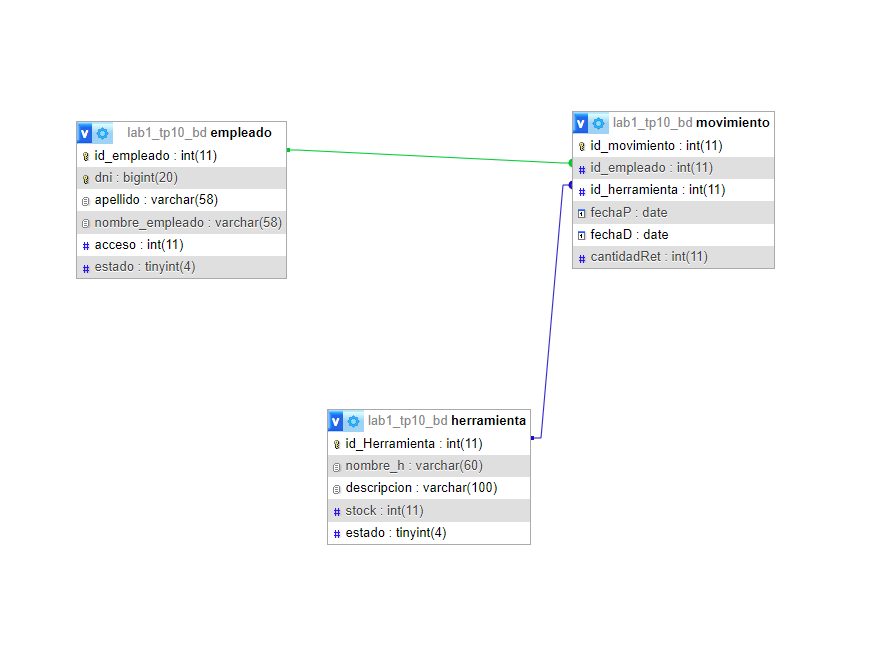 lab1_tp10_bd empleado
id_empleado : int(11)
dni : bigint(20)
apellido : varchar(58)
nombre_empleado : varchar(58)
acceso : int(11)
estado : tinyint(4)
lab1_tp10_bd movimiento
id_movimiento : int(11)
id_empleado : int(11)
id_herramienta : int(11)
fechaP : date
fechaD : date
cantidadRet : int(11)
lab1_tp10_bd herramienta
id_Herramienta : int(11)
nombre_h : varchar(60)
descripcion : varchar(100)
stock : int(11)
estado : tinyint(4)